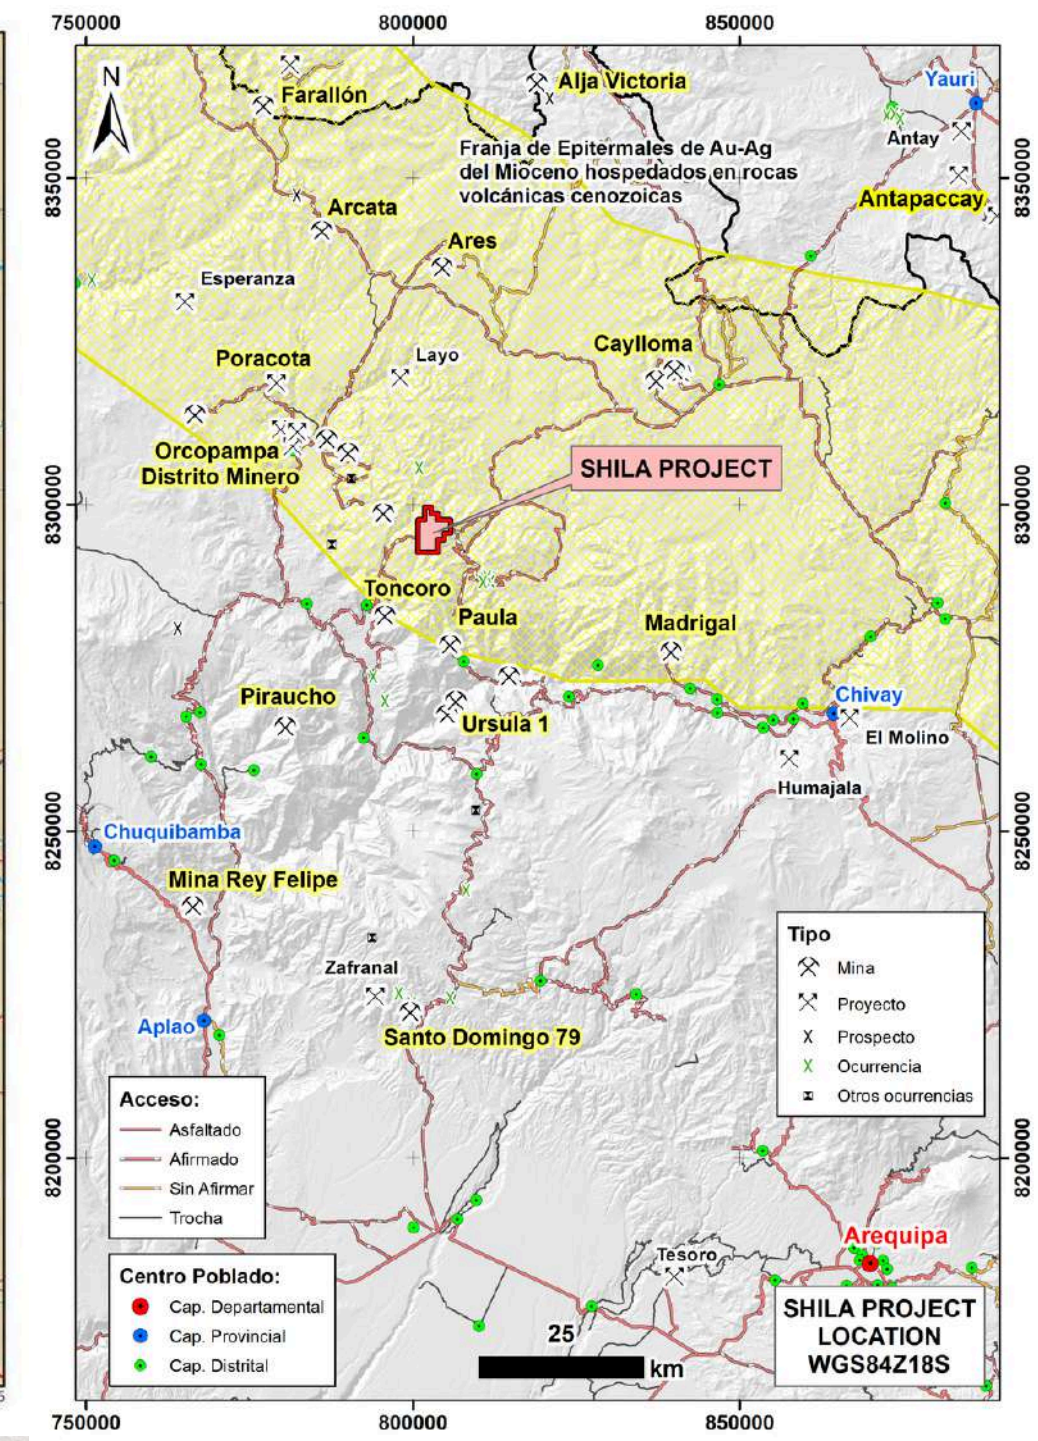 750000
800000
850000
N
Farallón
Alja Victoria
Yauri
Antay
Franja de Epitermales de Au-Ag
del Mioceno hospedados en rocas
volcánicas cenozoicas
8350000
8350000
Arcata
Antapaccay
Ares
Esperanza
Caylloma
Poracota
Layo
Orcopampa
Distrito Minero
SHILA PROJECT
8300000
8300000
Toncoro
Paula
Madrigal
Piraucho
Chivay
Ursula 1
El Molino
Humajala
8250000
8250000
Chuquibamba
Mina Rey Felipe
Zafranal
Aplao
Santo Domingo 79
Tipo
Mina
Proyecto
Prospecto
Ocurrencia
Otros ocurrencias
Acceso:
Asfaltado
Afirmado
Sin Afirmar
Trocha
8200000
8200000
Arequipa
Tesoro
Centro Poblado:
Cap. Departamental
Cap. Provincial
Cap. Distrital
25
km
SHILA PROJECT
LOCATION
WGS84Z18S
750000
800000
850000